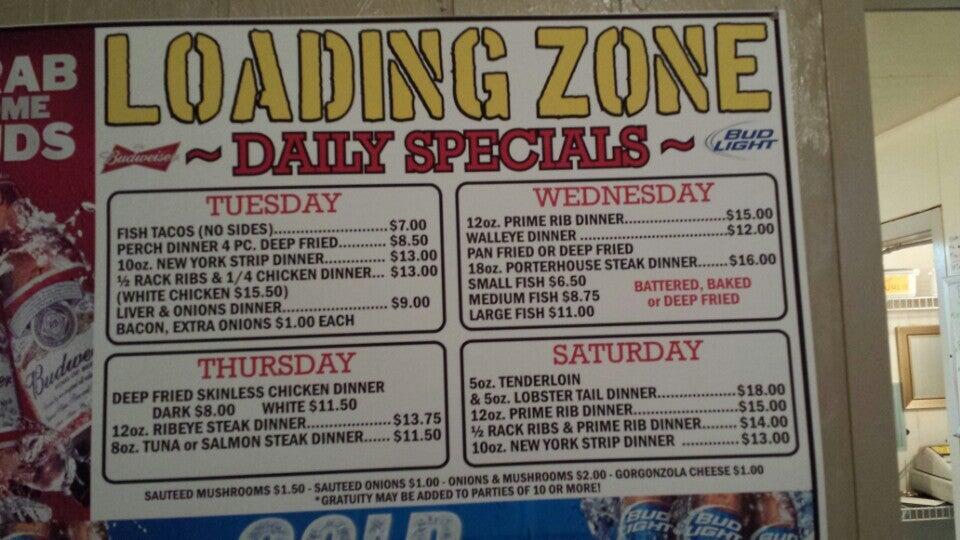 LOADING ZONE
Budweiser ~ DAILY SPECIALS ~ BUD LIGHT
TUESDAY
FISH TACOS (NO SIDES)..................... $7.00
PERCH DINNER 4 PC. DEEP FRIED.......... $8.50
10oz. NEW YORK STRIP DINNER............ $13.00
½ RACK RIBS & 1/4 CHICKEN DINNER... $13.00
(WHITE CHICKEN $15.50)
LIVER & ONIONS DINNER..................... $9.00
BACON, EXTRA ONIONS $1.00 EACH
WEDNESDAY
12oz. PRIME RIB DINNER.....................$15.00
WALLEYE DINNER ..............................$12.00
PAN FRIED OR DEEP FRIED
18oz. PORTERHOUSE STEAK DINNER......$16.00
SMALL FISH $6.50
MEDIUM FISH $8.75
LARGE FISH $11.00
BATTERED, BAKED
or DEEP FRIED
THURSDAY
DEEP FRIED SKINLESS CHICKEN DINNER
DARK $8.00 WHITE $11.50
12oz. RIBEYE STEAK DINNER.................$13.75
8oz. TUNA or SALMON STEAK DINNER...... $11.50
SATURDAY
5oz. TENDERLOIN
& 5oz. LOBSTER TAIL DINNER................$18.00
12oz. PRIME RIB DINNER.....................$15.00
½ RACK RIBS & PRIME RIB DINNER....... $14.00
10oz. NEW YORK STRIP DINNER ............ $13.00
SAUTEED MUSHROOMS $1.50 - SAUTEED ONIONS $1.00 - ONIONS & MUSHROOMS $2.00 - GORGONZOLA CHEESE $1.00
*GRATUITY MAY BE ADDED TO PARTIES OF 10 OR MORE!
BUD LIGHT
BUD LIGHT